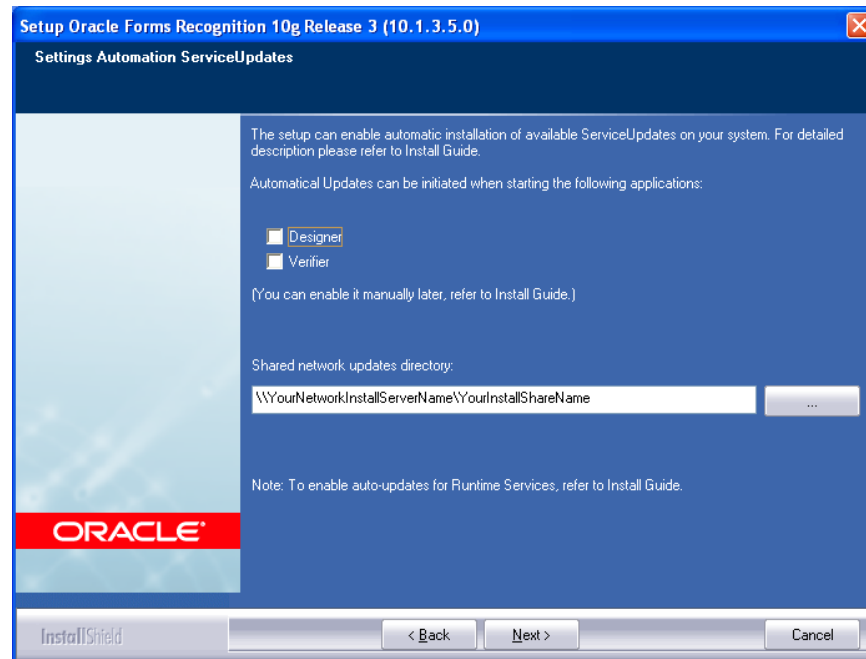 Setup Oracle Forms Recognition 10g Release 3 (10.1.3.5.0)
Settings Automation ServiceUpdates
The setup can enable automatic installation of available ServiceUpdates on your system. For detailed
description please refer to Install Guide.
Automatical Updates can be initiated when starting the following applications:
Designer
Verifier
(You can enable it manually later, refer to Install Guide.)
Shared network updates directory:
\\YourNetworkInstallServerName\YourInstallShareName
...
Note: To enable auto-updates for Runtime Services, refer to Install Guide.
ORACLE®
InstallShield
< Back
Next >
Cancel